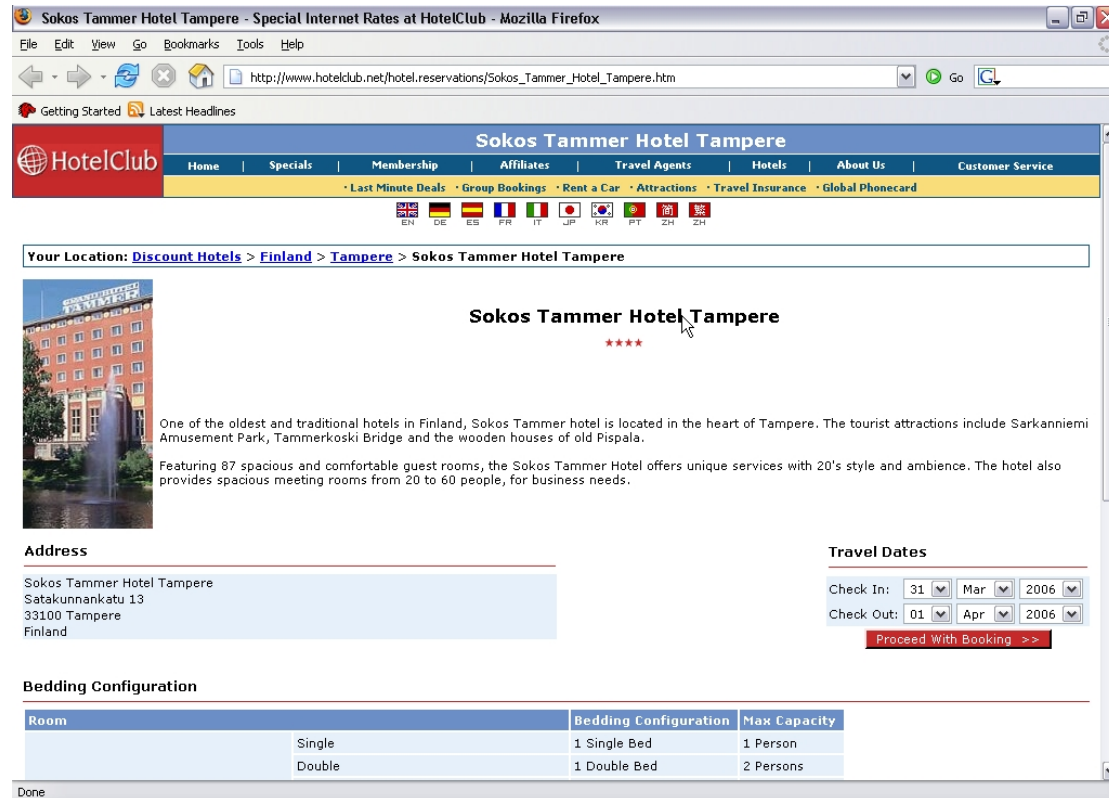 Sokos Tammer Hotel Tampere - Special Internet Rates at HotelClub - Mozilla Firefox
File Edit View Go Bookmarks Tools Help
http://www.hotelclub.net/hotel.reservations/Sokos_Tammer_Hotel_Tampere.htm Go G
Getting Started Latest Headlines
HotelClub
Sokos Tammer Hotel Tampere
Home | Specials | Membership | Affiliates | Travel Agents | Hotels | About Us | Customer Service
· Last Minute Deals · Group Bookings · Rent a Car · Attractions · Travel Insurance · Global Phonecard
简 繁
EN DE ES FR IT JP KR PT ZH ZH
Your Location: Discount Hotels > Finland > Tampere > Sokos Tammer Hotel Tampere
TAMMER
Sokos Tammer Hotel Tampere
★★★★
One of the oldest and traditional hotels in Finland, Sokos Tammer hotel is located in the heart of Tampere. The tourist attractions include Sarkanniemi
Amusement Park, Tammerkoski Bridge and the wooden houses of old Pispala.
Featuring 87 spacious and comfortable guest rooms, the Sokos Tammer Hotel offers unique services with 20's style and ambience. The hotel also
provides spacious meeting rooms from 20 to 60 people, for business needs.
Address
Sokos Tammer Hotel Tampere
Satakunnankatu 13
33100 Tampere
Finland
Travel Dates
Check In: 31 Mar 2006
Check Out: 01 Apr 2006
Proceed With Booking >>
Bedding Configuration
Room Bedding Configuration Max Capacity
Single 1 Single Bed 1 Person
Double 1 Double Bed 2 Persons
Done